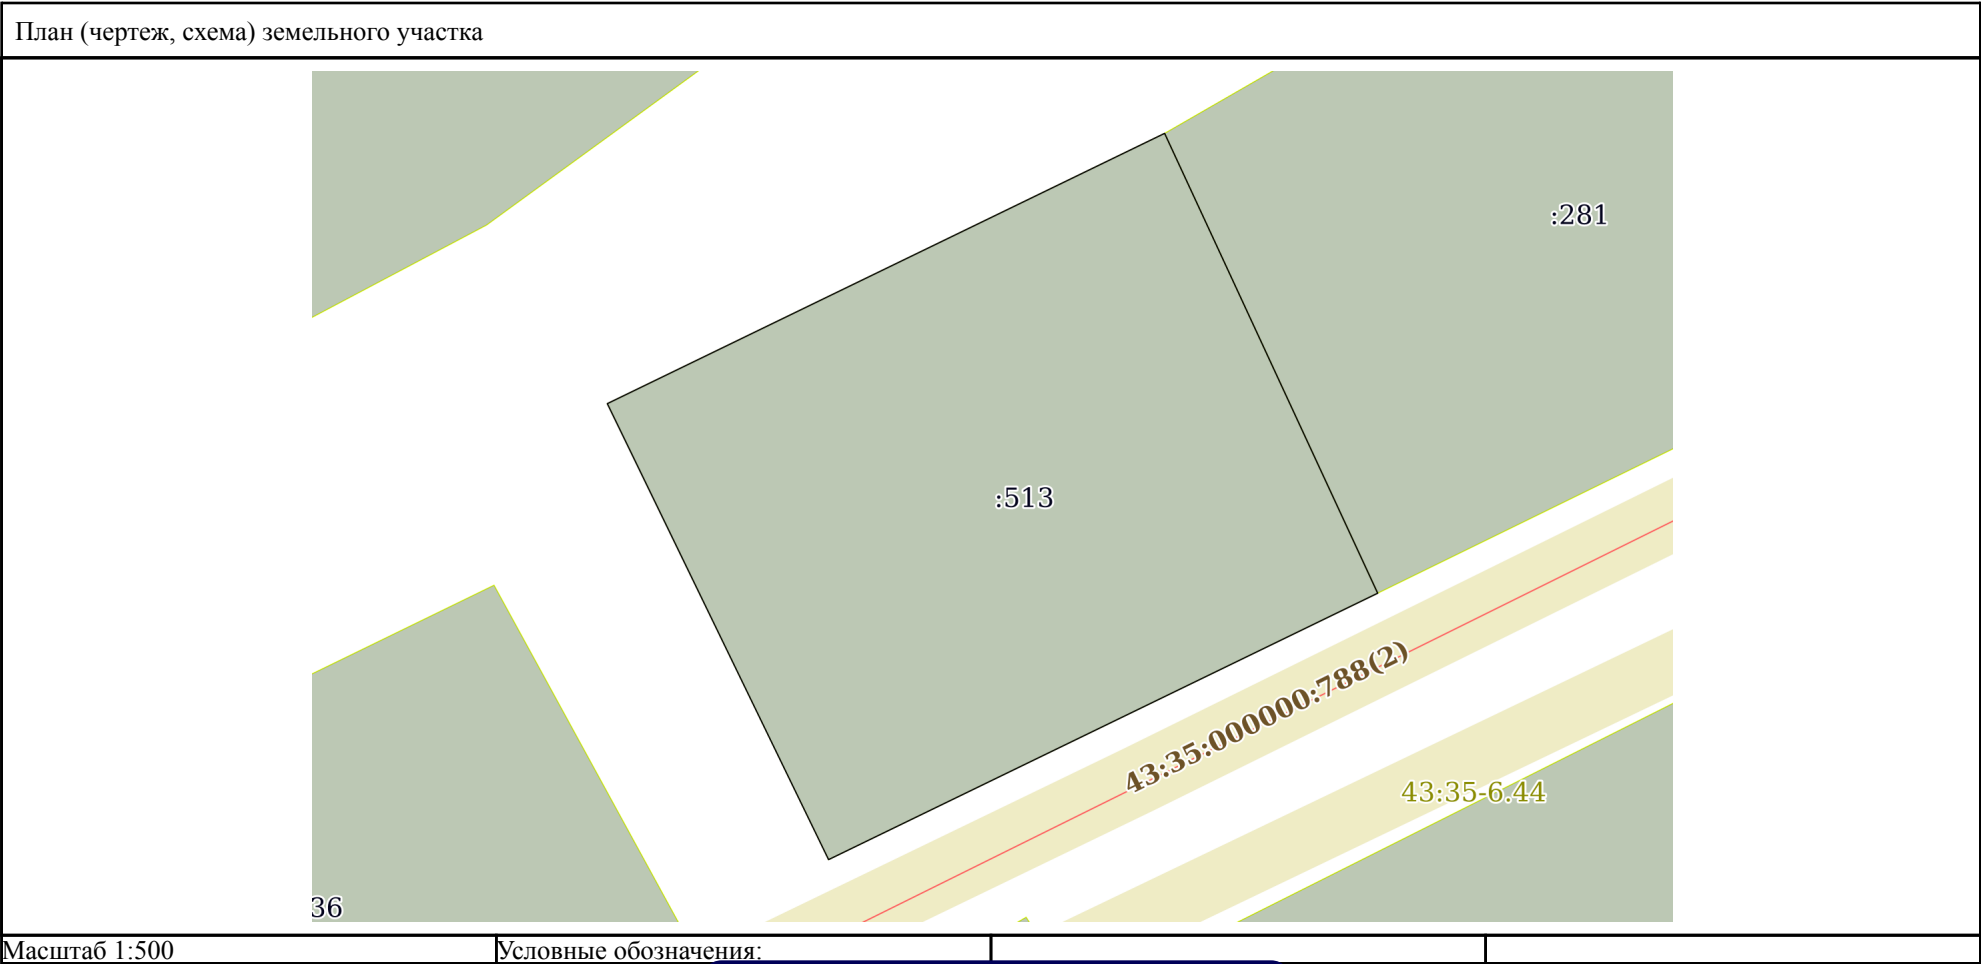 План (чертеж, схема) земельного участка
:281
:513
43:35:000000:788(2)
43:35-6.44
36
Масштаб 1:500
Условные обозначения: